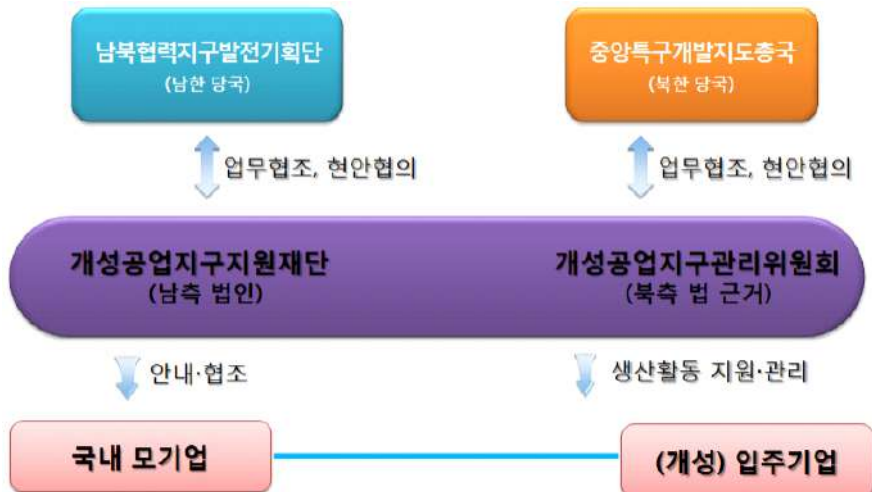 남북협력지구발전기획단
(남한 당국)
중앙특구개발지도총국
(북한 당국)
업무협조, 현안협의
업무협조, 현안협의
개성공업지구지원재단
(남측 법인)
개성공업지구관리위원회
(북측 법 근거)
안내·협조
생산활동 지원·관리
국내 모기업
(개성) 입주기업